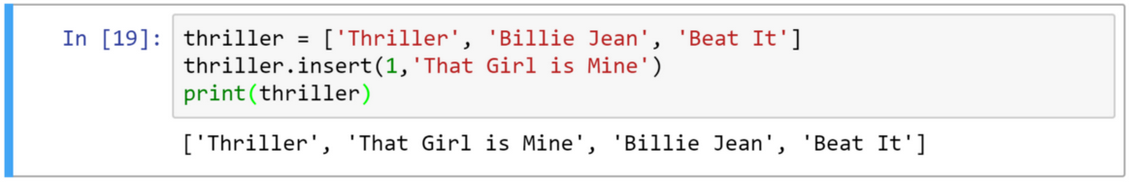 In [19]: thriller = ['Thriller', 'Billie Jean', 'Beat It']
thriller.insert(1,'That Girl is Mine')
print(thriller)
['Thriller', 'That Girl is Mine', 'Billie Jean', 'Beat It']